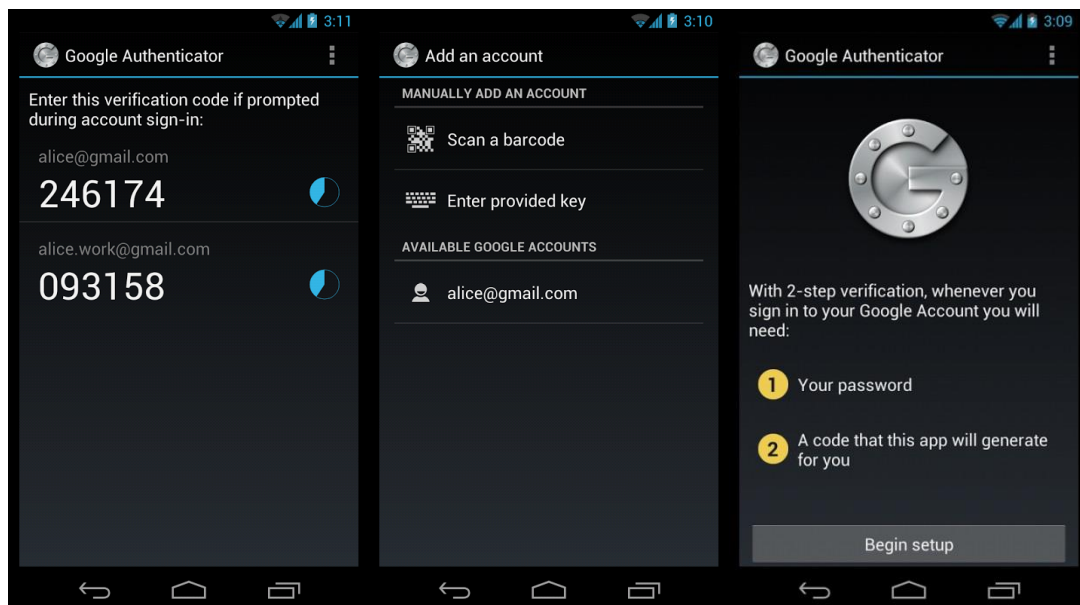 3:11
Google Authenticator
Enter this verification code if prompted
during account sign-in:
alice@gmail.com
246174
alice.work@gmail.com
093158
3:10
Add an account
MANUALLY ADD AN ACCOUNT
Scan a barcode
Enter provided key
AVAILABLE GOOGLE ACCOUNTS
alice@gmail.com
3:09
Google Authenticator
With 2-step verification, whenever you
sign in to your Google Account you will
need:
1 Your password
2 A code that this app will generate
for you
Begin setup